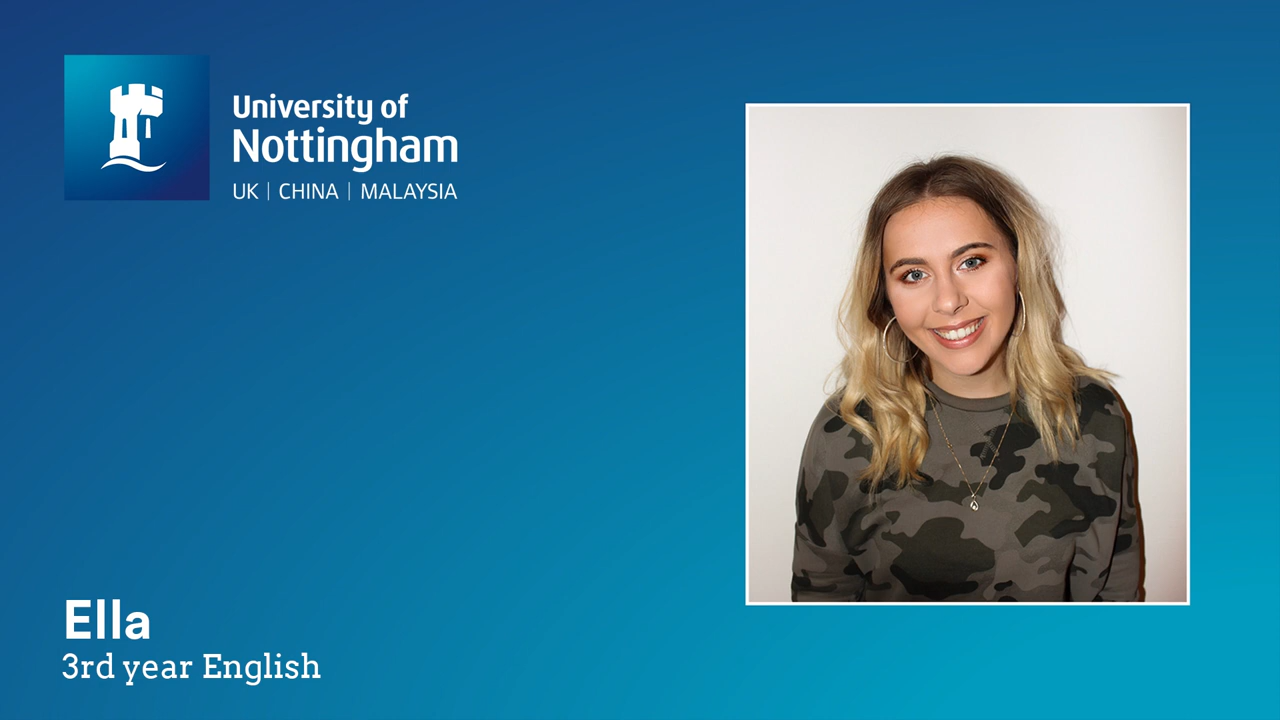 University of
Nottingham
UK | CHINA | MALAYSIA
Ella
3rd year English